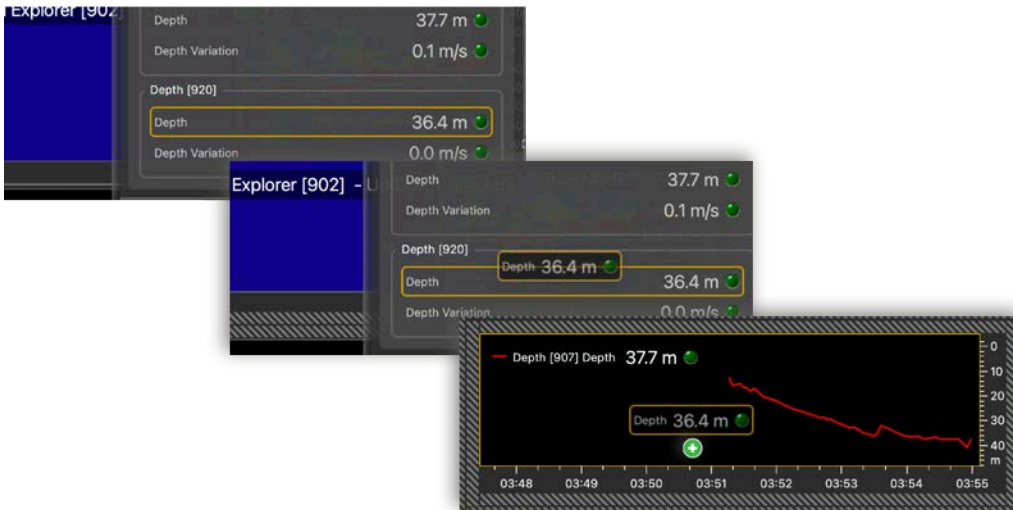 Explorer [902]
Depth 37.7 m
Depth Variation 0.1 m/s
Depth [920]
Depth 36.4 m
Depth Variation 0.0 m/s
Explorer [902] - U
Depth 37.7 m
Depth Variation 0.1 m/s
Depth [920]
Depth 36.4 m
Depth 36.4 m
Depth Variation 0.0 m/s
Depth [907] Depth 37.7 m
Depth 36.4 m
0
10
20
30
40
m
03:48 03:49 03:50 03:51 03:52 03:53 03:54 03:55